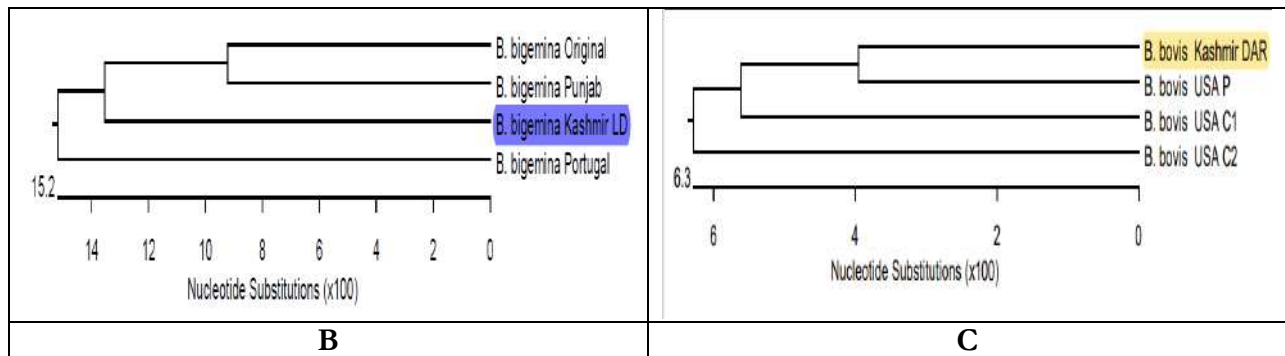 B. bigemina Original
B. bigemina Punjab
B. bigemina Kashmir LD
B. bigemina Portugal
15.2
14 12 10 8 6 4 2 0
Nucleotide Substitutions (x100)
B
B. bovis Kashmir DAR
B. bovis USA P
B. bovis USA C1
B. bovis USA C2
6.3
6 4 2 0
Nucleotide Substitutions (x100)
C